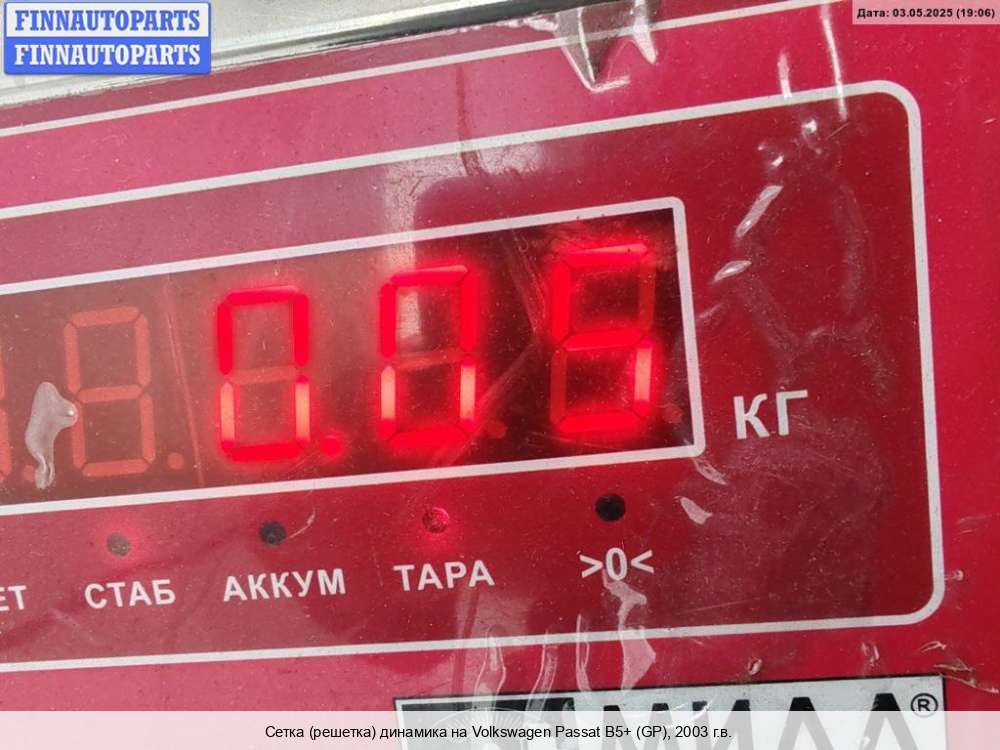 FINNAUTOPARTS
FINNAUTOPARTS
Дата: 03.05.2025 (19:06)
0.05
КГ
СТАБ АККУМ ТАРА >0<
®
Сетка (решетка) динамика на Volkswagen Passat B5+ (GP), 2003 г.в.